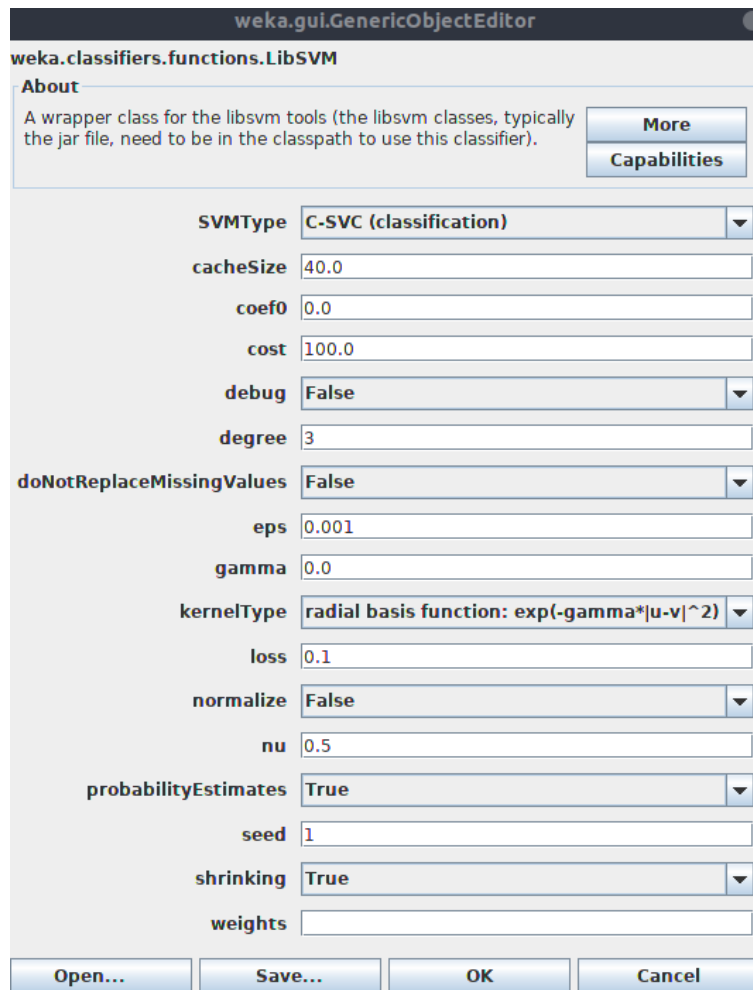 weka.gui.GenericObjectEditor
weka.classifiers.functions.LibSVM
About
A wrapper class for the libsvm tools (the libsvm classes, typically
the jar file, need to be in the classpath to use this classifier).
More
Capabilities
SVMType C-SVC (classification)
cacheSize 40.0
coef0 0.0
cost 100.0
debug False
degree 3
doNotReplaceMissingValues False
eps 0.001
gamma 0.0
kernelType radial basis function: exp(-gamma*|u-v|^2)
loss 0.1
normalize False
nu 0.5
probabilityEstimates True
seed 1
shrinking True
weights
Open... Save... OK Cancel